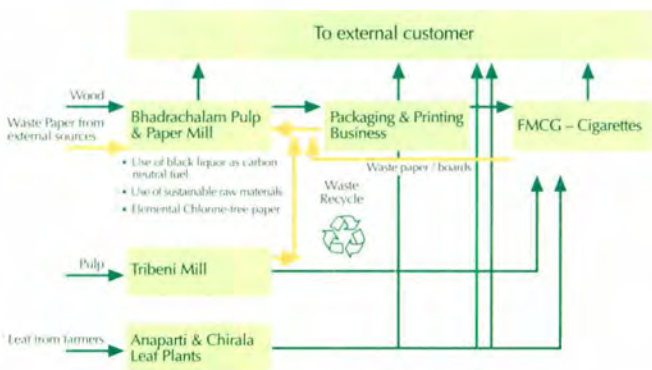 To external customer
Wood
Waste Paper from
external sources
Bhadrachalam Pulp
& Paper Mill
Packaging & Printing
Business
FMCG – Cigarettes
• Use of black liquor as carbon
neutral fuel
• Use of sustainable raw materials
• Elemental Chlorine-free paper
Waste paper / boards
Waste
Recycle
Pulp
Tribeni Mill
Leaf from farmers
Anaparti & Chirala
Leaf Plants